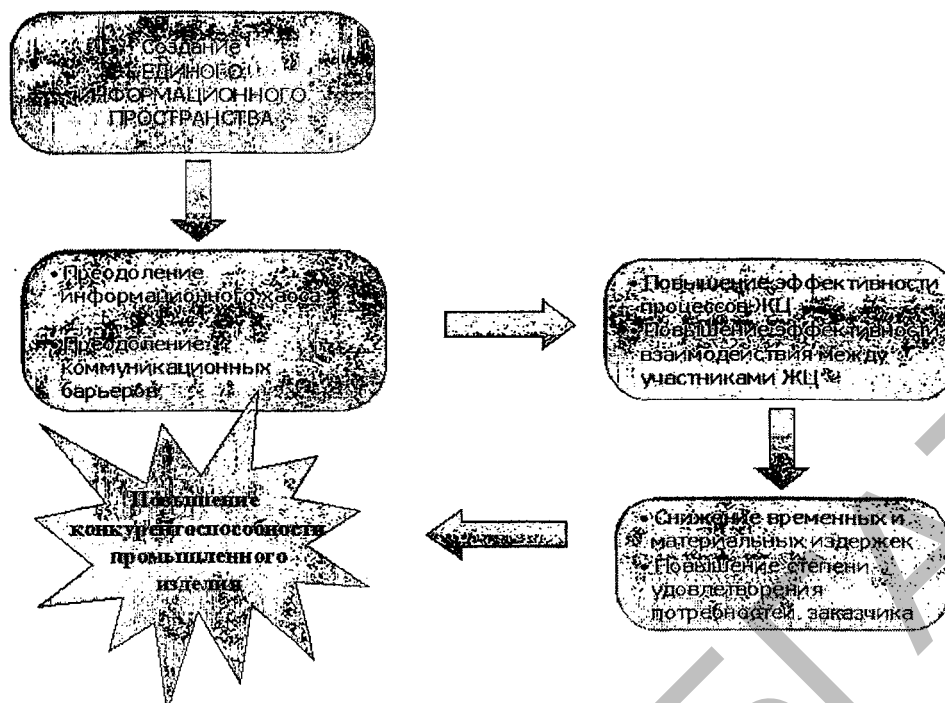 Создание
ЕДИНОГО
ИНФОРМАЦИОННОГО
ПРОСТРАНСТВА
• Преодоление
информационного хаоса
• Преодоление
коммуникационных
барьеров
• Повышение эффективности
процессов ЖЦ
• Повышение эффективности
взаимодействия между
участниками ЖЦ
• Снижение временных и
материальных издержек
• Повышение степени
удовлетворения
потребностей заказчика
Повышение
конкурентоспособности
промышленного
изделия